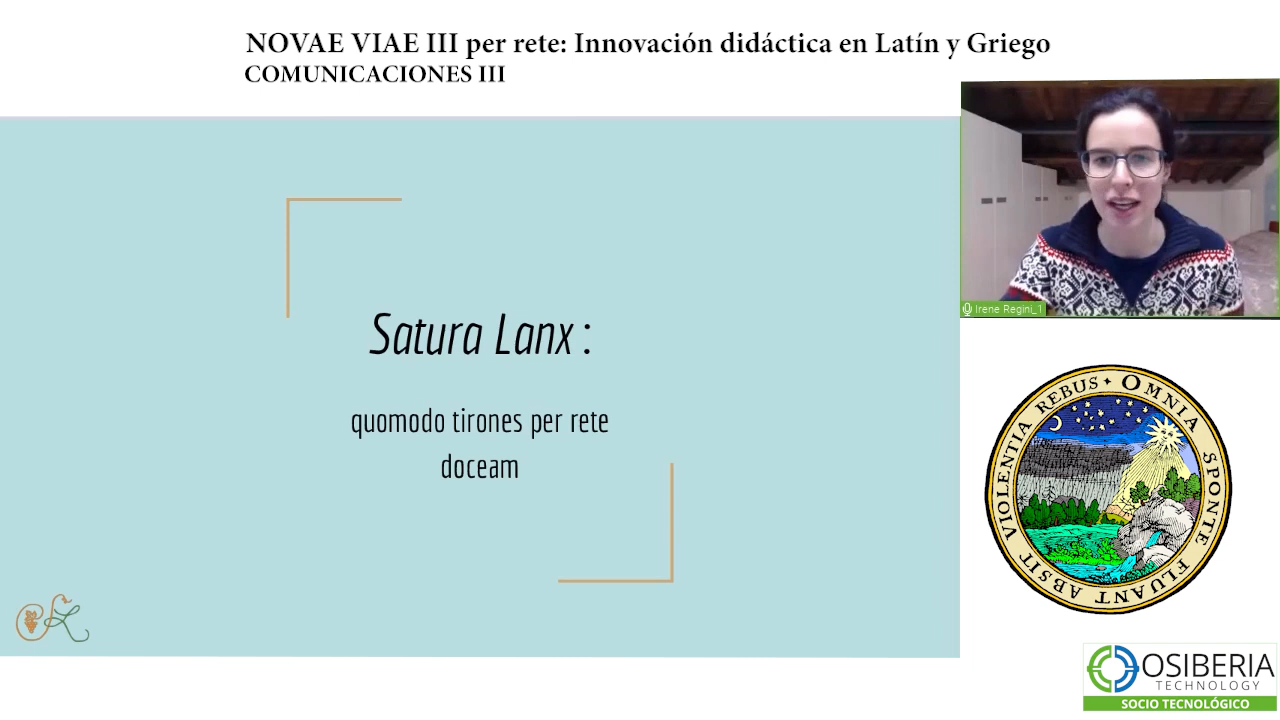 NOVAE VIAE III per rete: Innovación didáctica en Latín y Griego
COMUNICACIONES III
Satura Lanx :
quomodo tirones per rete
doceam
Irene Regini_1
OMNIA SPONTE FLUANT ABSIT VIOLENTIA REBUS
OSIBERIA
TECHNOLOGY
SOCIO TECNOLÓGICO